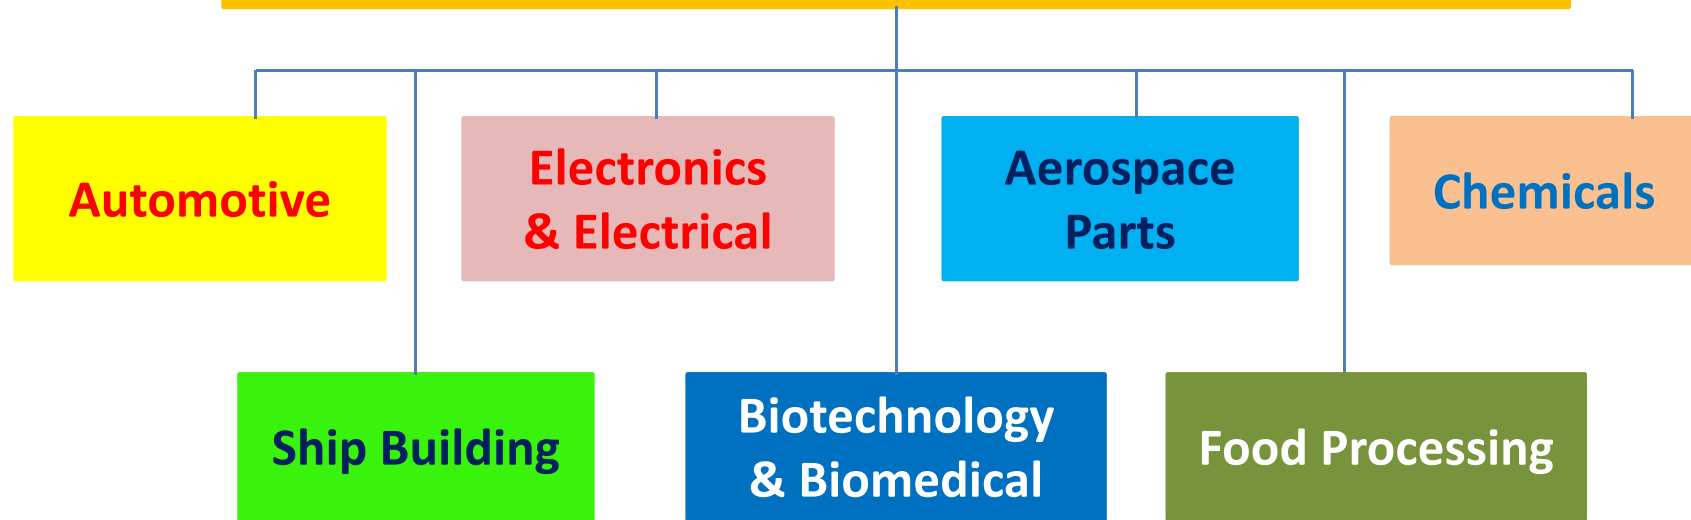 Automotive
Electronics
& Electrical
Aerospace
Parts
Chemicals
Ship Building
Biotechnology
& Biomedical
Food Processing